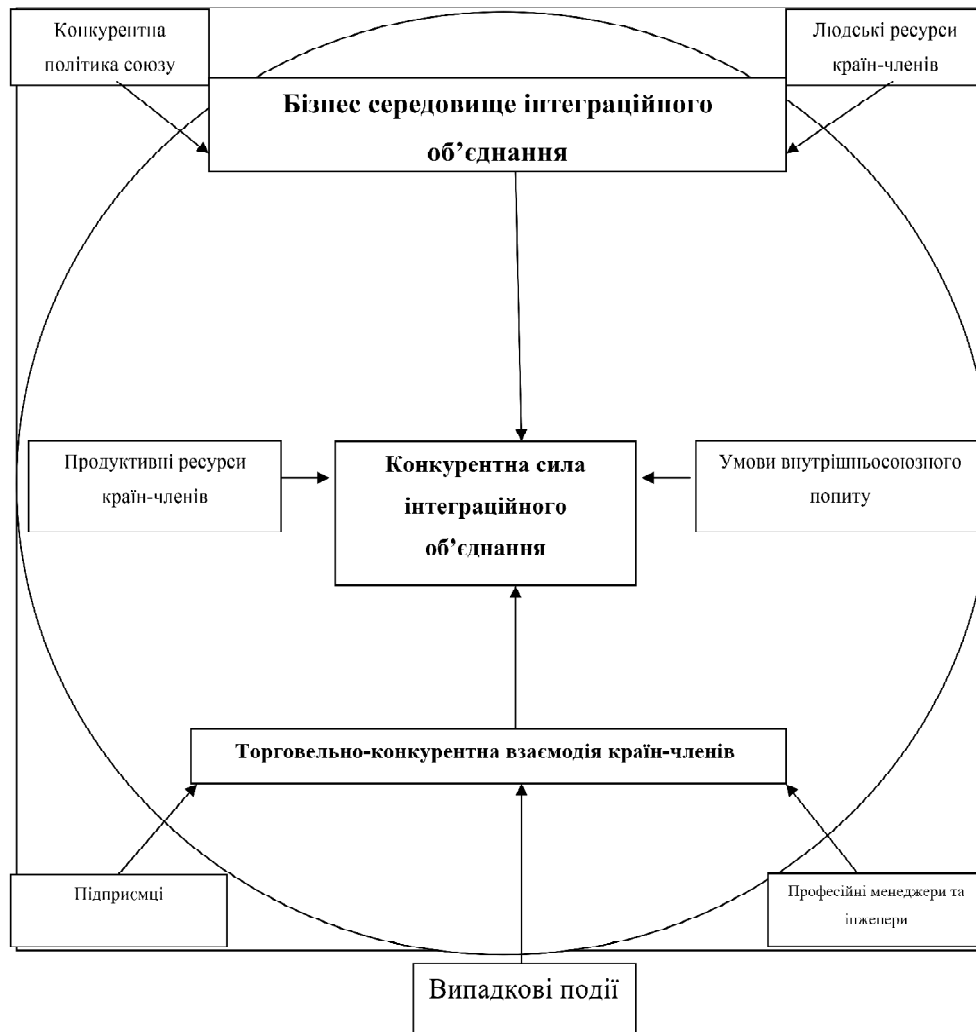 Конкурентна
політика союзу
Людські ресурси
країн-членів
Бізнес середовище інтеграційного
об’єднання
Продуктивні ресурси
країн-членів
Конкурентна сила
інтеграційного
об’єднання
Умови внутрішньосоюзного
попиту
Торговельно-конкурентна взаємодія країн-членів
Підприємці
Професійні менеджери та
інженери
Випадкові події